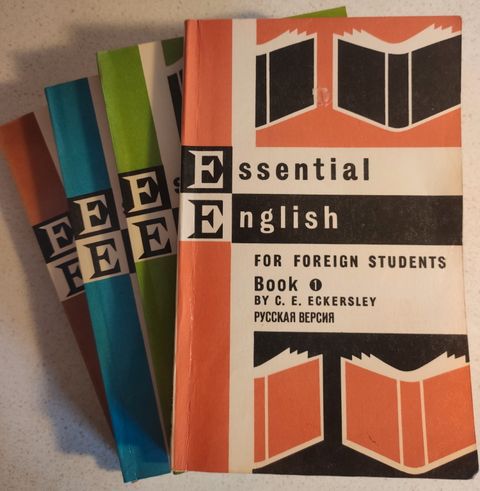 Essential
English
FOR FOREIGN STUDENTS
Book 1
BY C. E. ECKERSLEY
РУССКАЯ ВЕРСИЯ
E
E
E
E
E
E